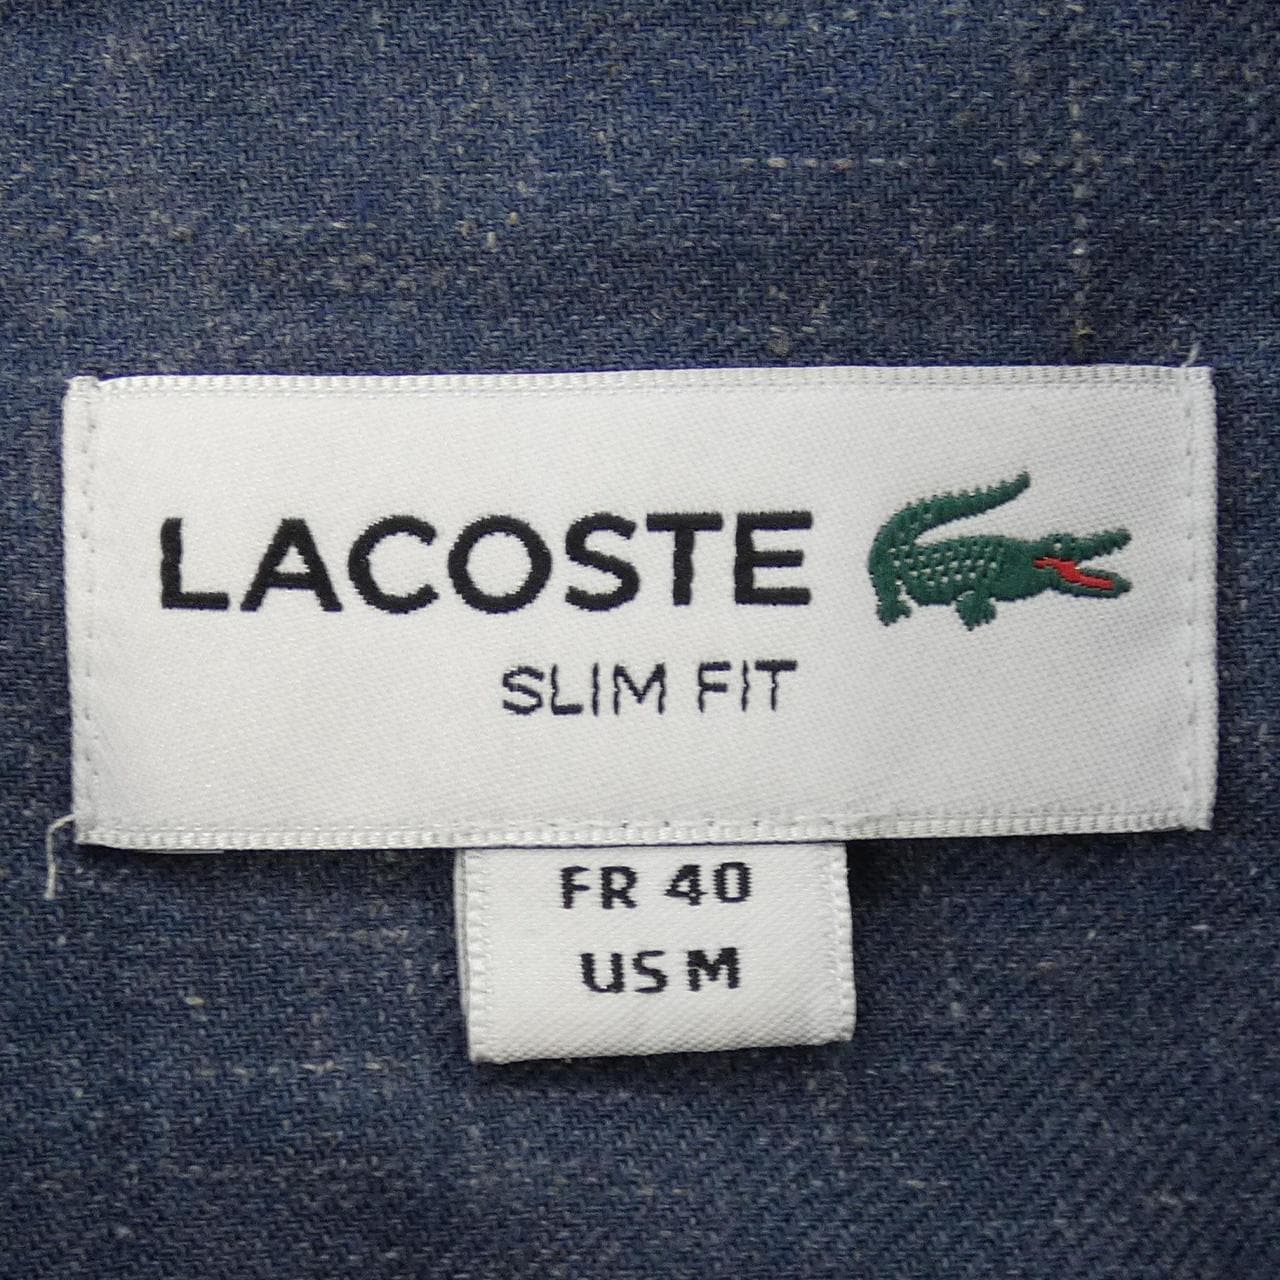 LACOSTE
SLIM FIT
FR 40
US M